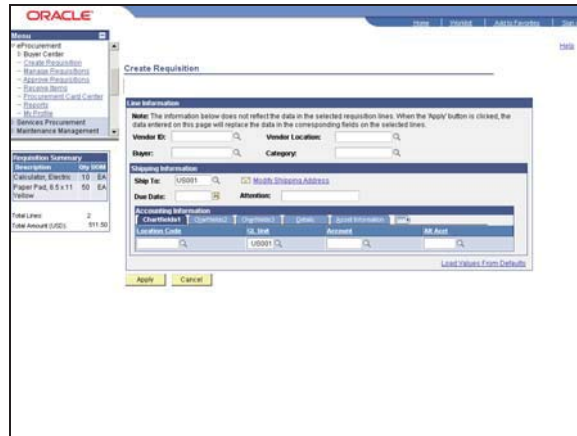 ORACLE
Home | Worklist | Add to Favorites | Sign
Help
Menu
eProcurement
Buyer Center
Create Requisition
Manage Requisitions
Approve Requisitions
Receive Items
Procurement Card Center
Reports
My Profile
Services Procurement
Maintenance Management
Requisition Summary
Description Qty UOM
Calculator, Electric 10 EA
Paper Pad, 8.5 x 11 50 EA
Yellow
Total Lines: 2
Total Amount (USD): 511.50
Create Requisition
Line Information
Note: The information below does not reflect the data in the selected requisition lines. When the 'Apply' button is clicked, the
data entered on this page will replace the data in the corresponding fields on the selected lines.
Vendor ID: Vendor Location:
Buyer: Category:
Shipping Information
Ship To: US001 Modify Shipping Address
Due Date: Attention:
Accounting Information
Chartfields1 Chartfields2 Chartfields3 Details Asset Information
Location Code GL Unit Account Alt Acct
US001
Load Values From Defaults
Apply Cancel